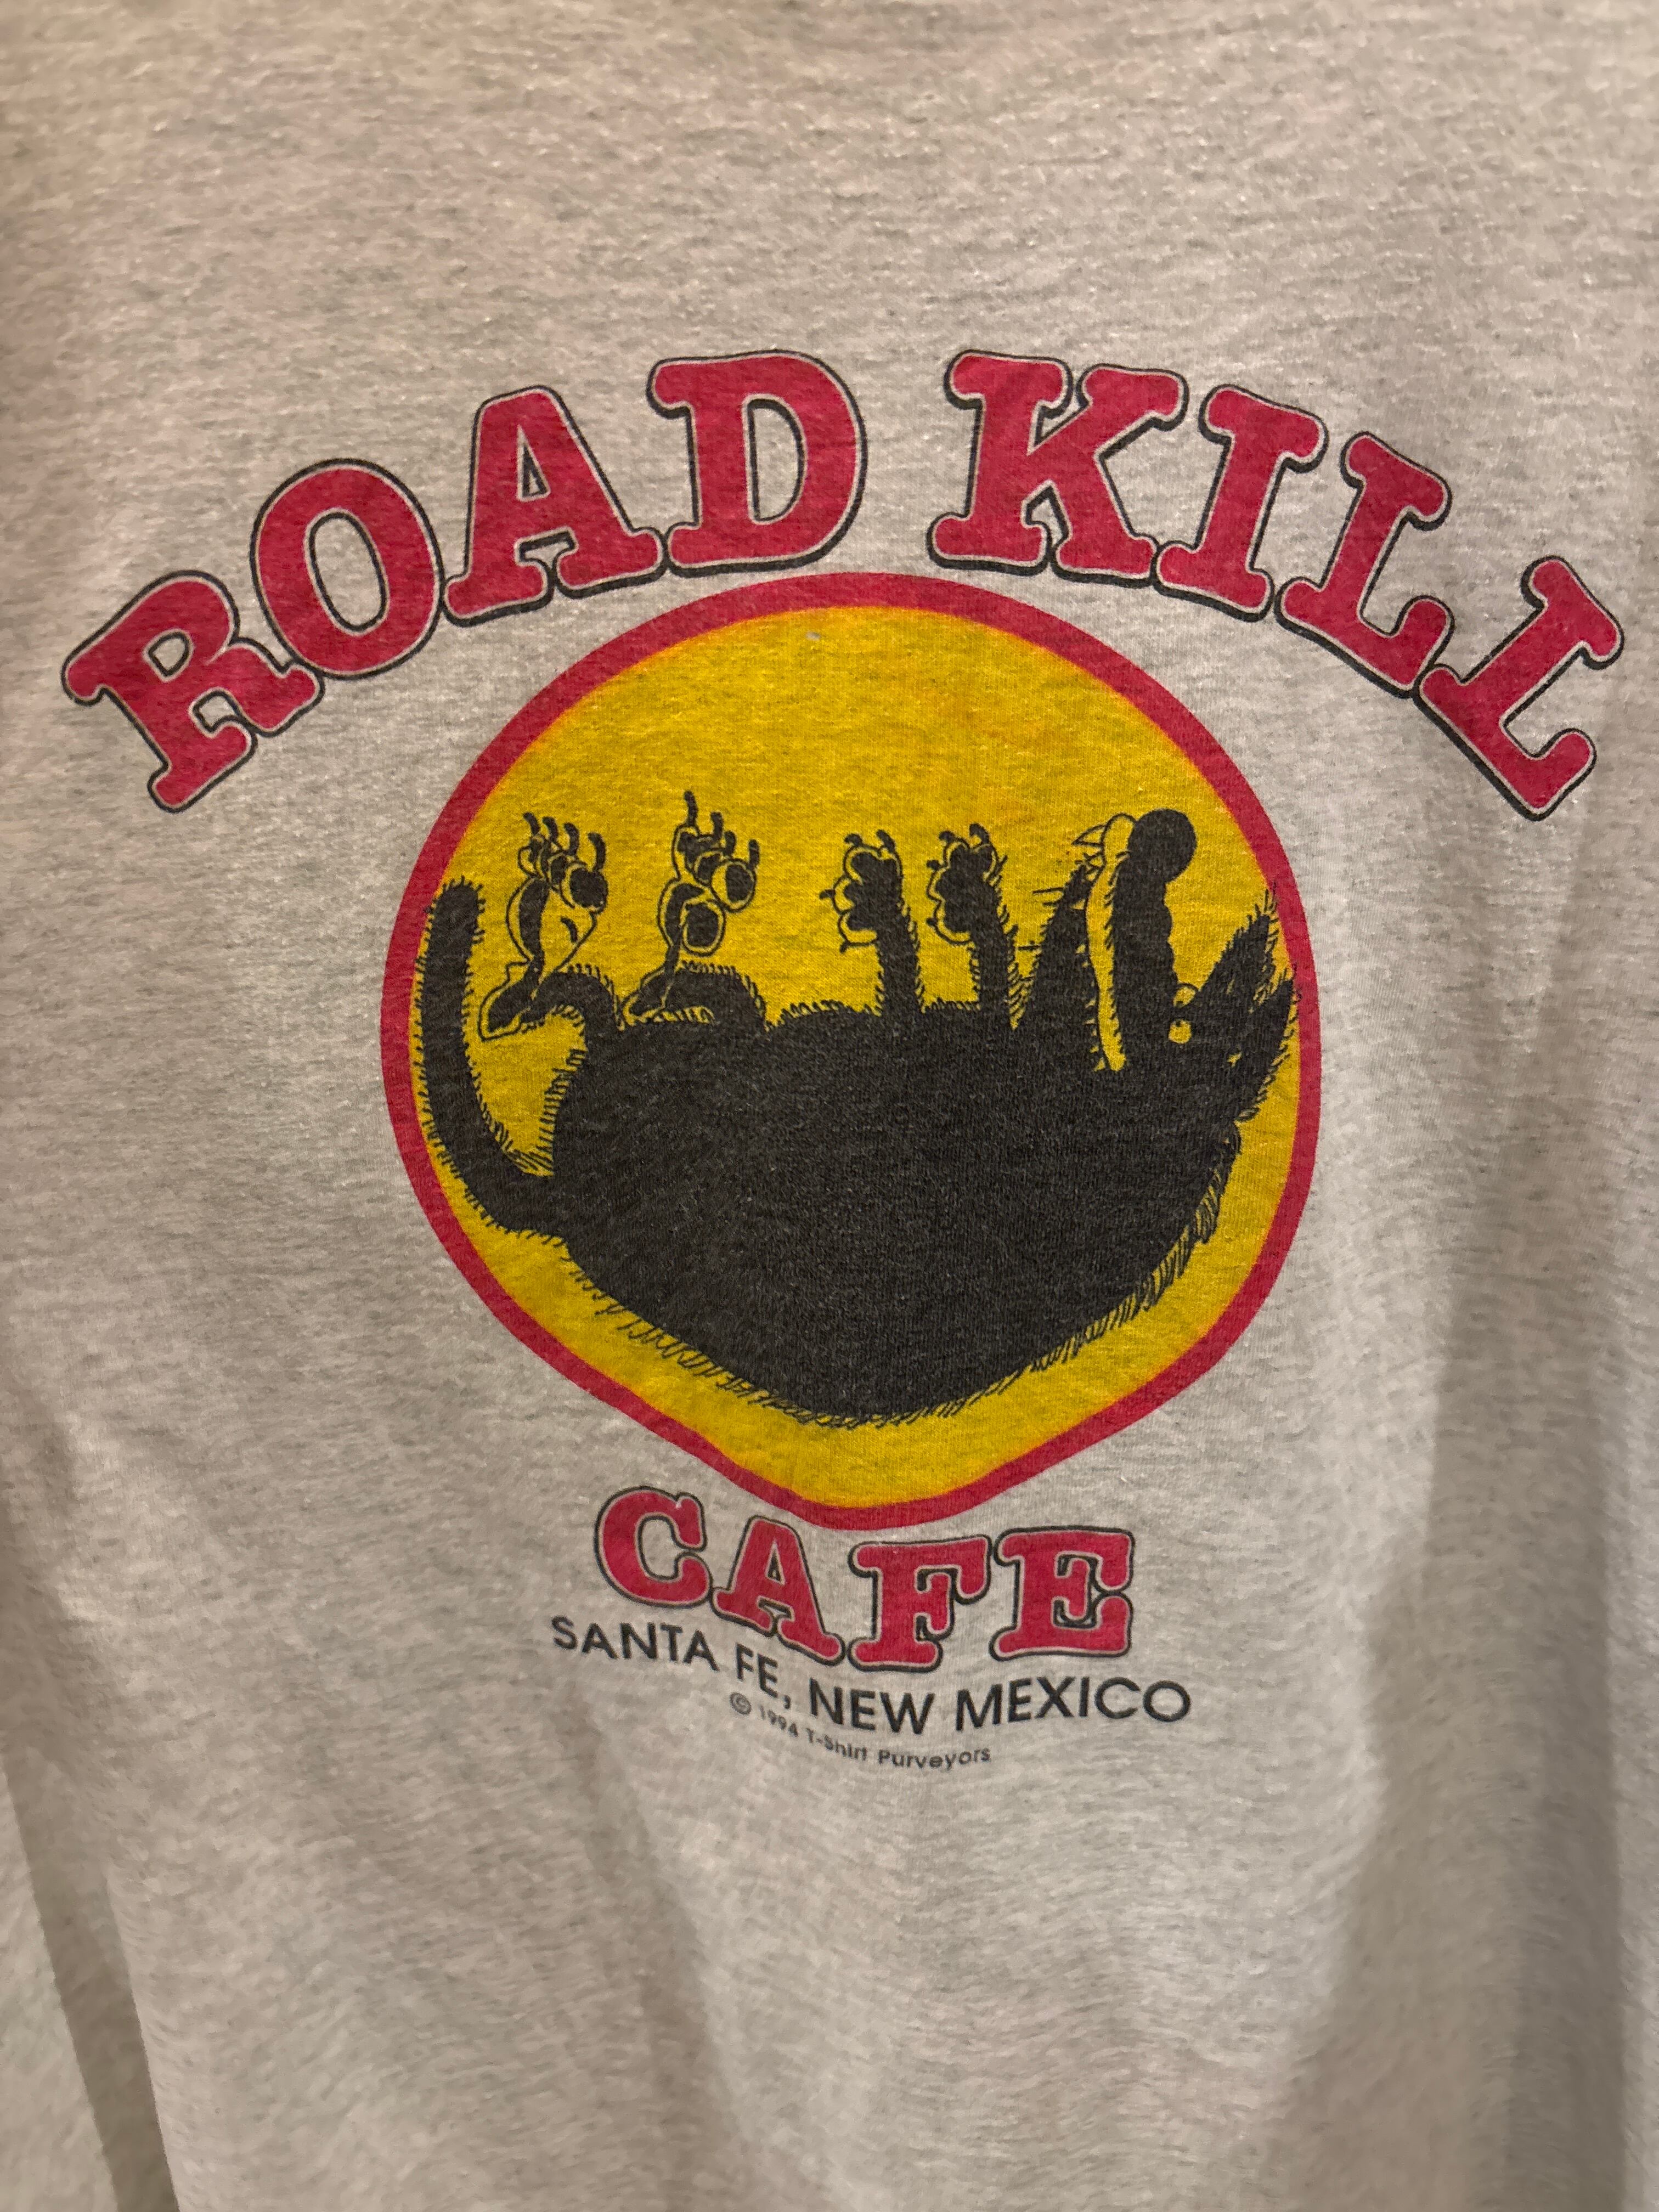 ROAD KILL
CAFE
SANTA FE, NEW MEXICO
© 1994 T-Shirt Purveyors